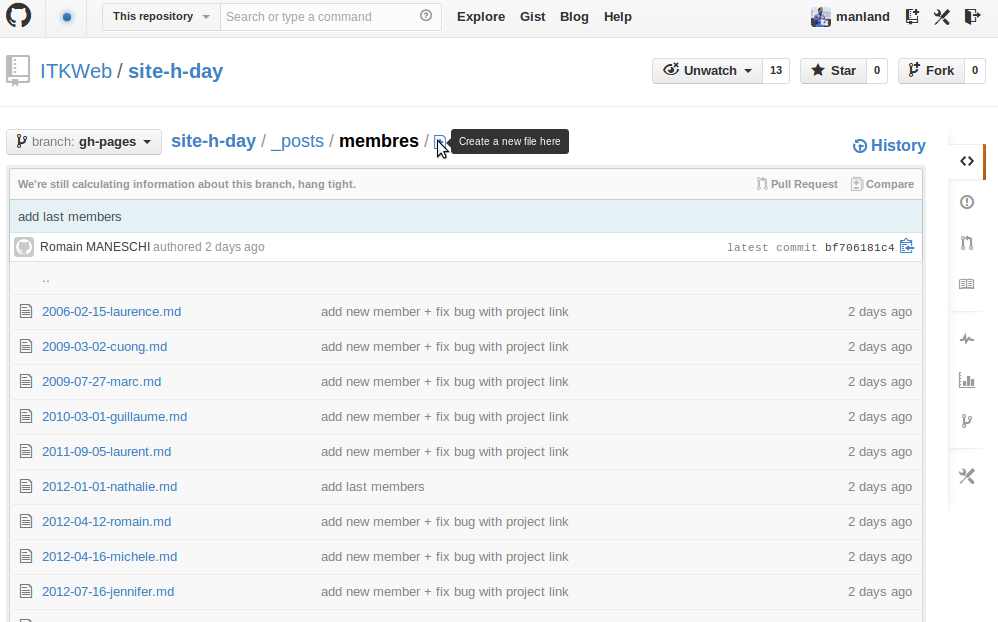 This repository Search or type a command Explore Gist Blog Help manland
ITKWeb / site-h-day Unwatch 13 Star 0 Fork 0
branch: gh-pages site-h-day / _posts / membres / Create a new file here History
We're still calculating information about this branch, hang tight. Pull Request Compare
add last members
Romain MANESCHI authored 2 days ago latest commit bf706181c4
..
2006-02-15-laurence.md add new member + fix bug with project link 2 days ago
2009-03-02-cuong.md add new member + fix bug with project link 2 days ago
2009-07-27-marc.md add new member + fix bug with project link 2 days ago
2010-03-01-guillaume.md add new member + fix bug with project link 2 days ago
2011-09-05-laurent.md add new member + fix bug with project link 2 days ago
2012-01-01-nathalie.md add last members 2 days ago
2012-04-12-romain.md add new member + fix bug with project link 2 days ago
2012-04-16-michele.md add new member + fix bug with project link 2 days ago
2012-07-16-jennifer.md add new member + fix bug with project link 2 days ago